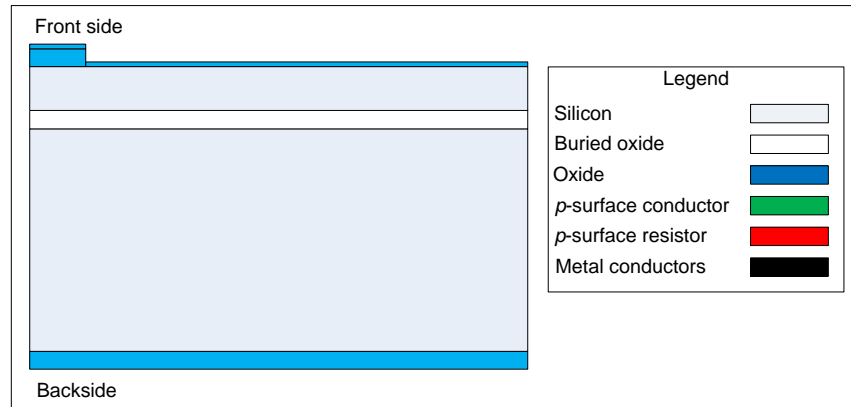 Front side
Legend
Silicon
Buried oxide
Oxide
p-surface conductor
p-surface resistor
Metal conductors
Backside